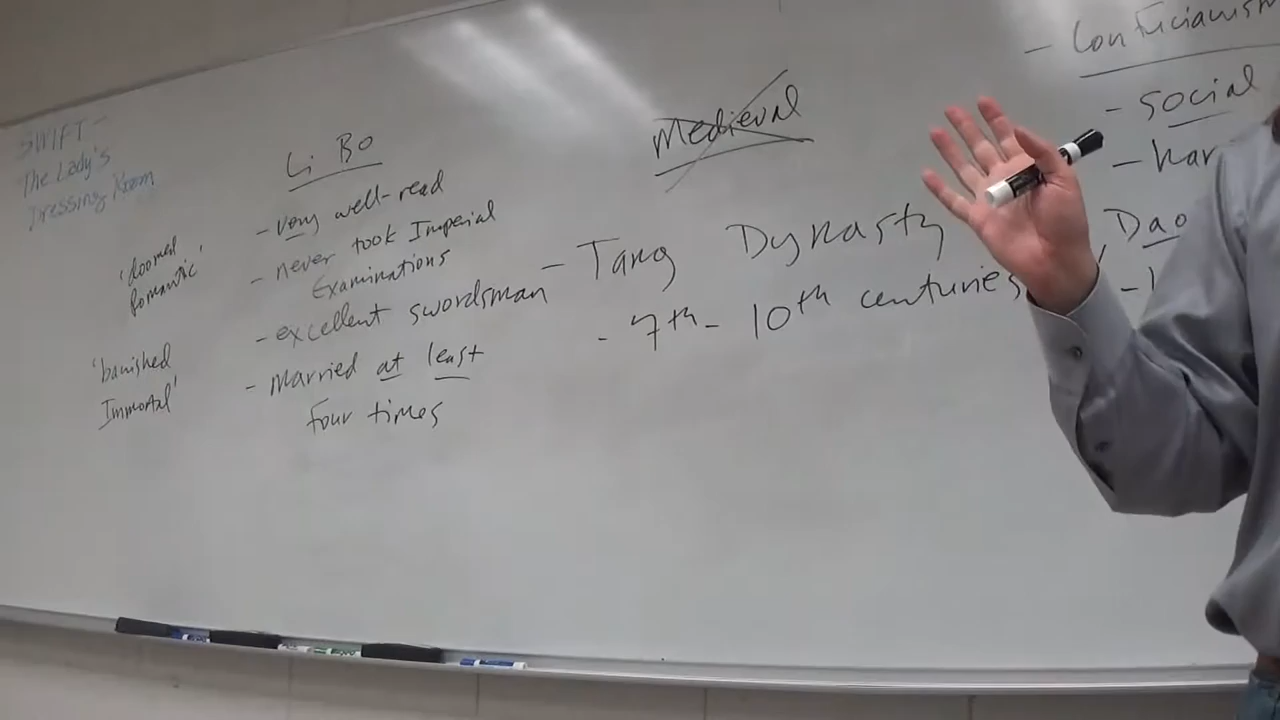 SWIFT -
The Lady's
Dressing Room
'doomed
Romantic'
'banished
Immortal'
Li Bo
- very well-read
- never took Imperial
Examinations
- excellent swordsman
- married at least
four times
Medieval
- Tang Dynasty
- 7th - 10th centuries
- Confucianism
- social
- har
Dao
-